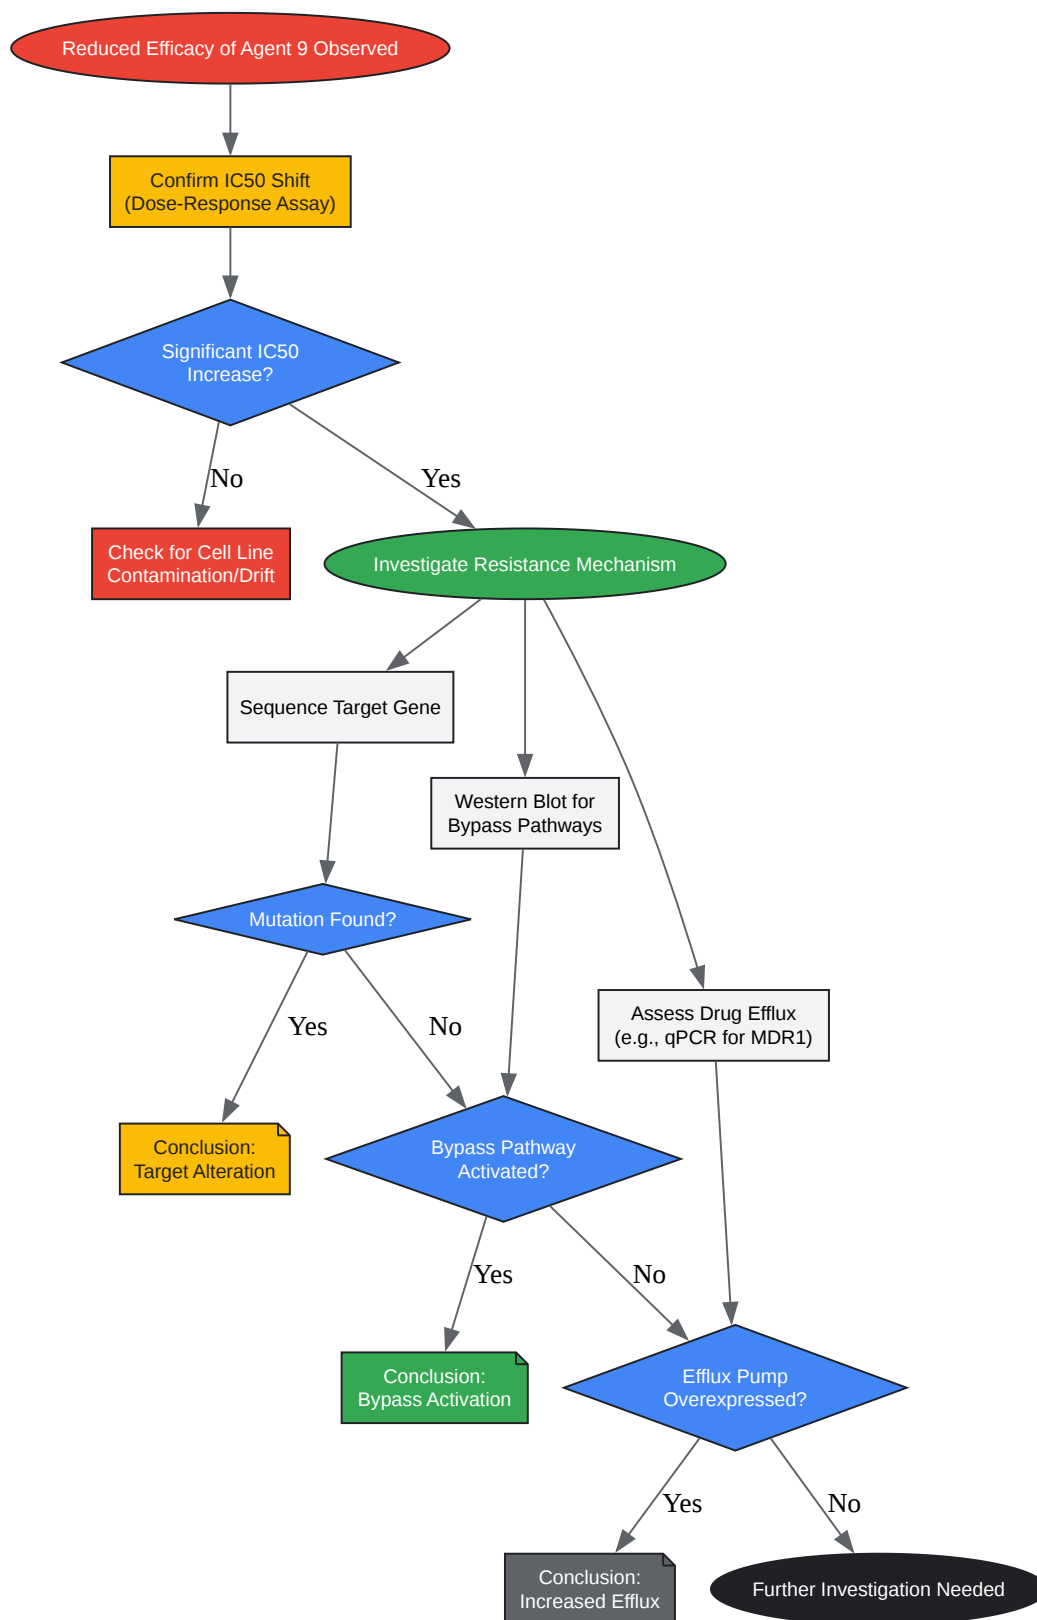 Reduced Efficacy of Agent 9 Observed
Confirm IC50 Shift
(Dose-Response Assay)
Significant IC50
Increase?
No
Yes
Check for Cell Line
Contamination/Drift
Investigate Resistance Mechanism
Sequence Target Gene
Western Blot for
Bypass Pathways
Mutation Found?
Assess Drug Efflux
(e.g., qPCR for MDR1)
Yes
No
Conclusion:
Target Alteration
Bypass Pathway
Activated?
Yes
No
Conclusion:
Bypass Activation
Efflux Pump
Overexpressed?
Yes
No
Conclusion:
Increased Efflux
Further Investigation Needed